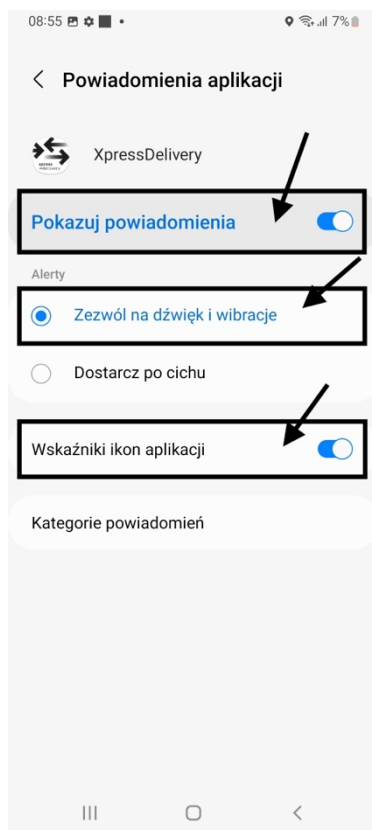 08:55 7%
Powiadomienia aplikacji
XpressDelivery
Pokazuj powiadomienia
Alerty
Zezwól na dźwięk i wibracje
Dostarcz po cichu
Wskaźniki ikon aplikacji
Kategorie powiadomień